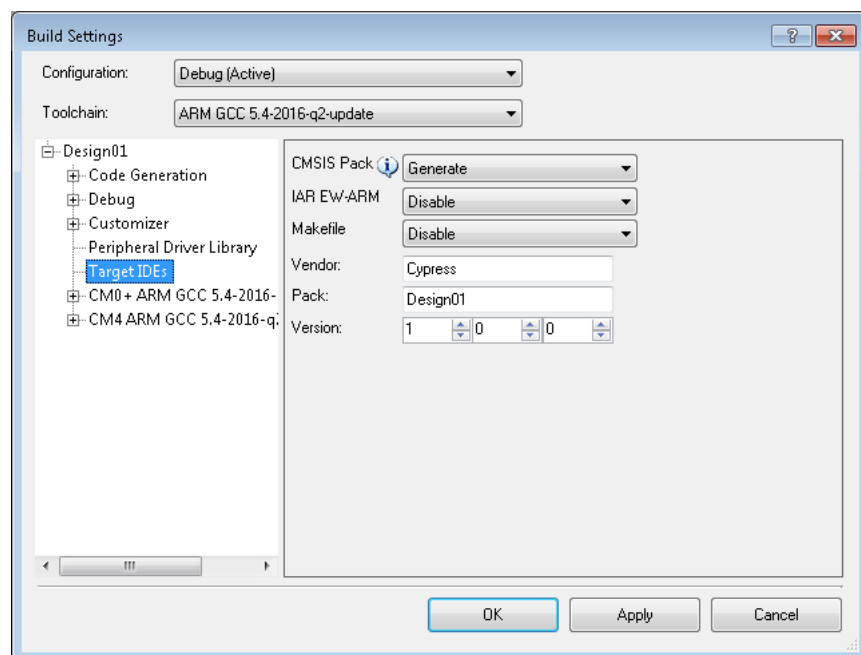 Build Settings
Configuration: Debug (Active)
Toolchain: ARM GCC 5.4-2016-q2-update
Design01
Code Generation
Debug
Customizer
Peripheral Driver Library
Target IDEs
CM0+ ARM GCC 5.4-2016-
CM4 ARM GCC 5.4-2016-q
CMSIS Pack Generate
IAR EW-ARM Disable
Makefile Disable
Vendor: Cypress
Pack: Design01
Version: 1 0 0
OK Apply Cancel